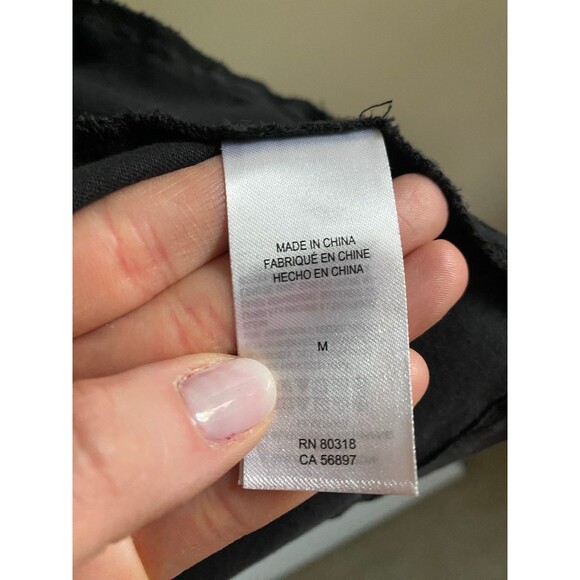 MADE IN CHINA
FABRIQUÉ EN CHINE
HECHO EN CHINA
M
RN 80318
CA 56897